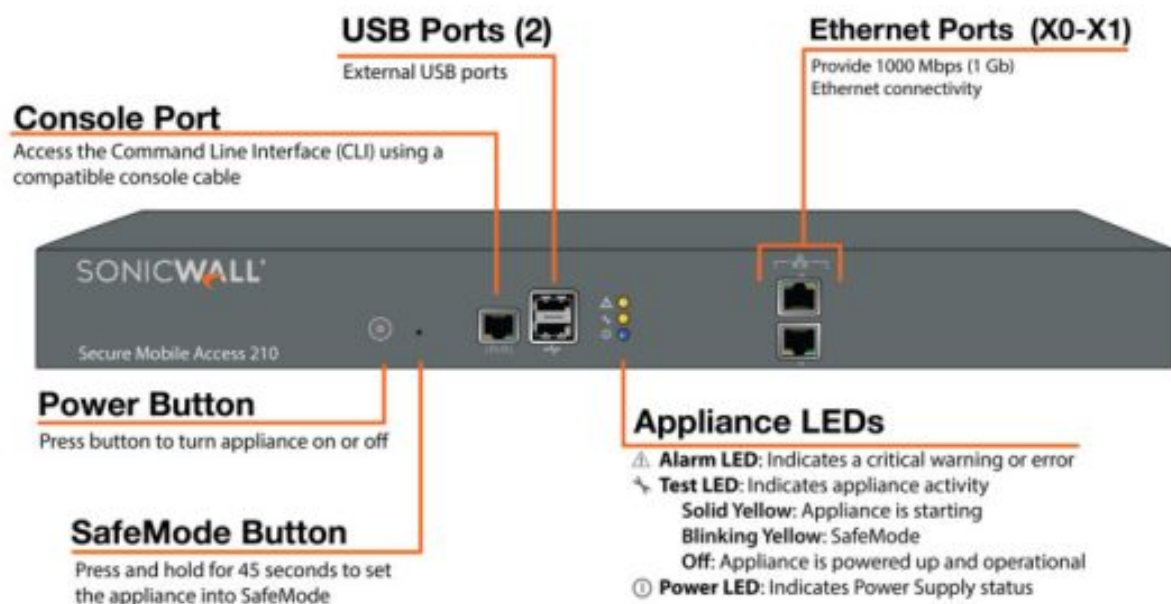 USB Ports (2)
External USB ports
Ethernet Ports (X0-X1)
Provide 1000 Mbps (1 Gb)
Ethernet connectivity
Console Port
Access the Command Line Interface (CLI) using a
compatible console cable
SONICWALL
Secure Mobile Access 210
Power Button
Press button to turn appliance on or off
SafeMode Button
Press and hold for 45 seconds to set
the appliance into SafeMode
Appliance LEDs
Alarm LED: Indicates a critical warning or error
Test LED: Indicates appliance activity
Solid Yellow: Appliance is starting
Blinking Yellow: SafeMode
Off: Appliance is powered up and operational
Power LED: Indicates Power Supply status